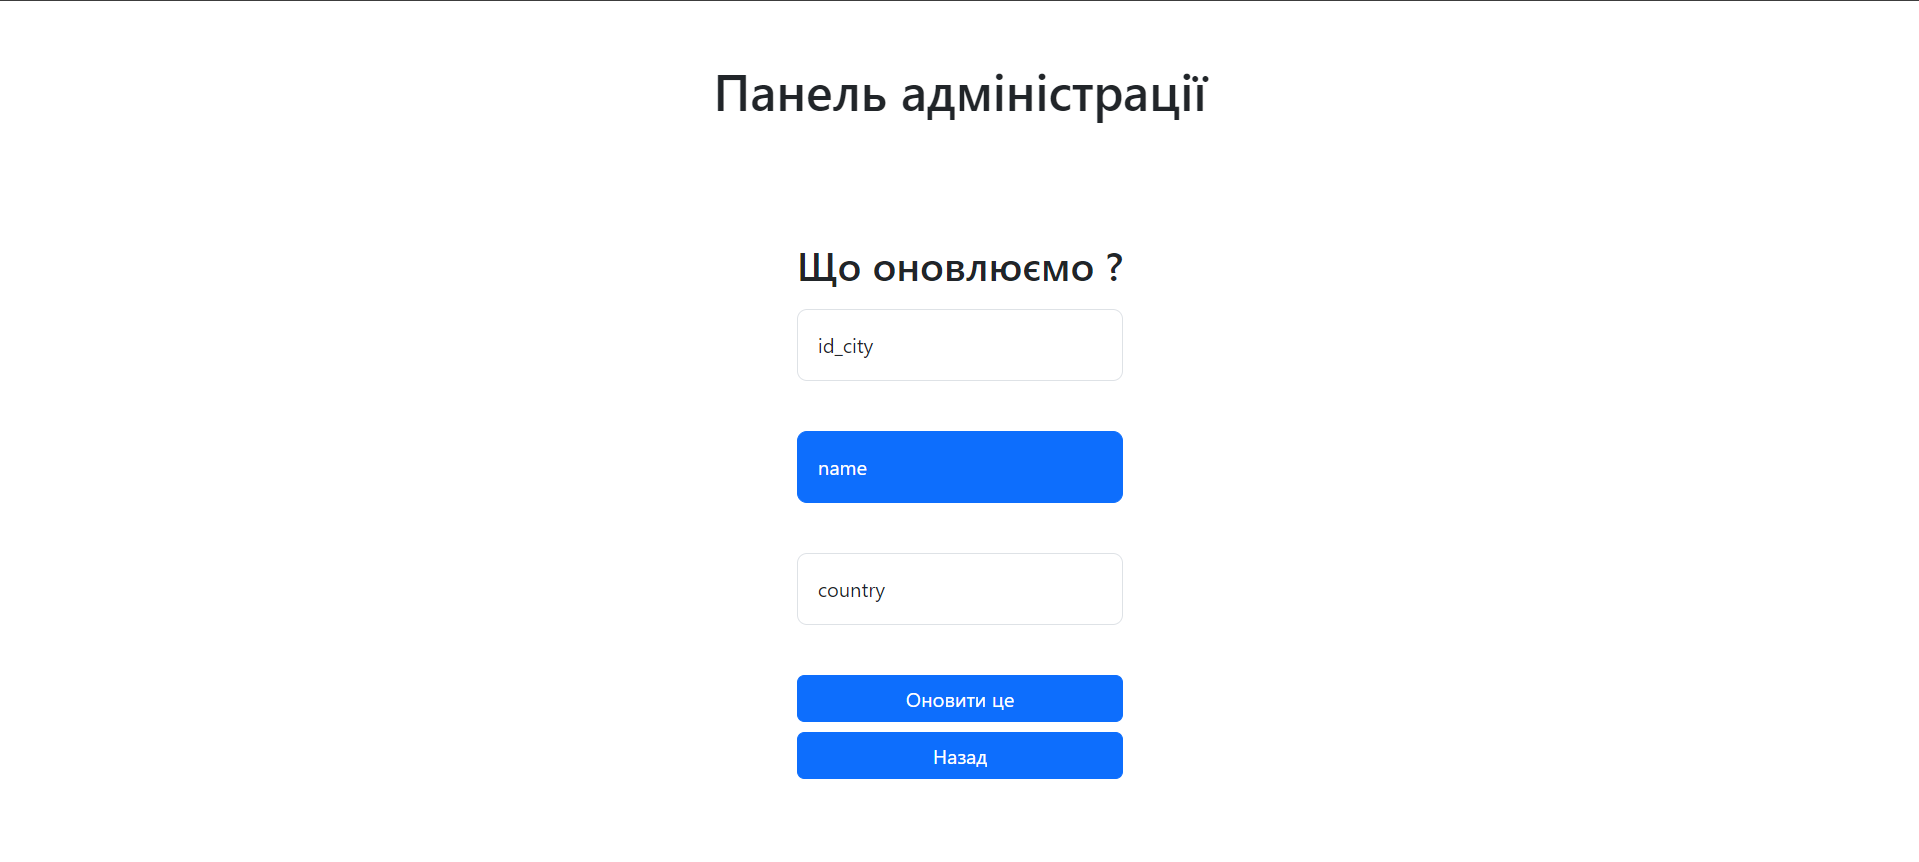 Панель адміністрації
Що оновлюємо ?
id_city
name
country
Оновити це
Назад